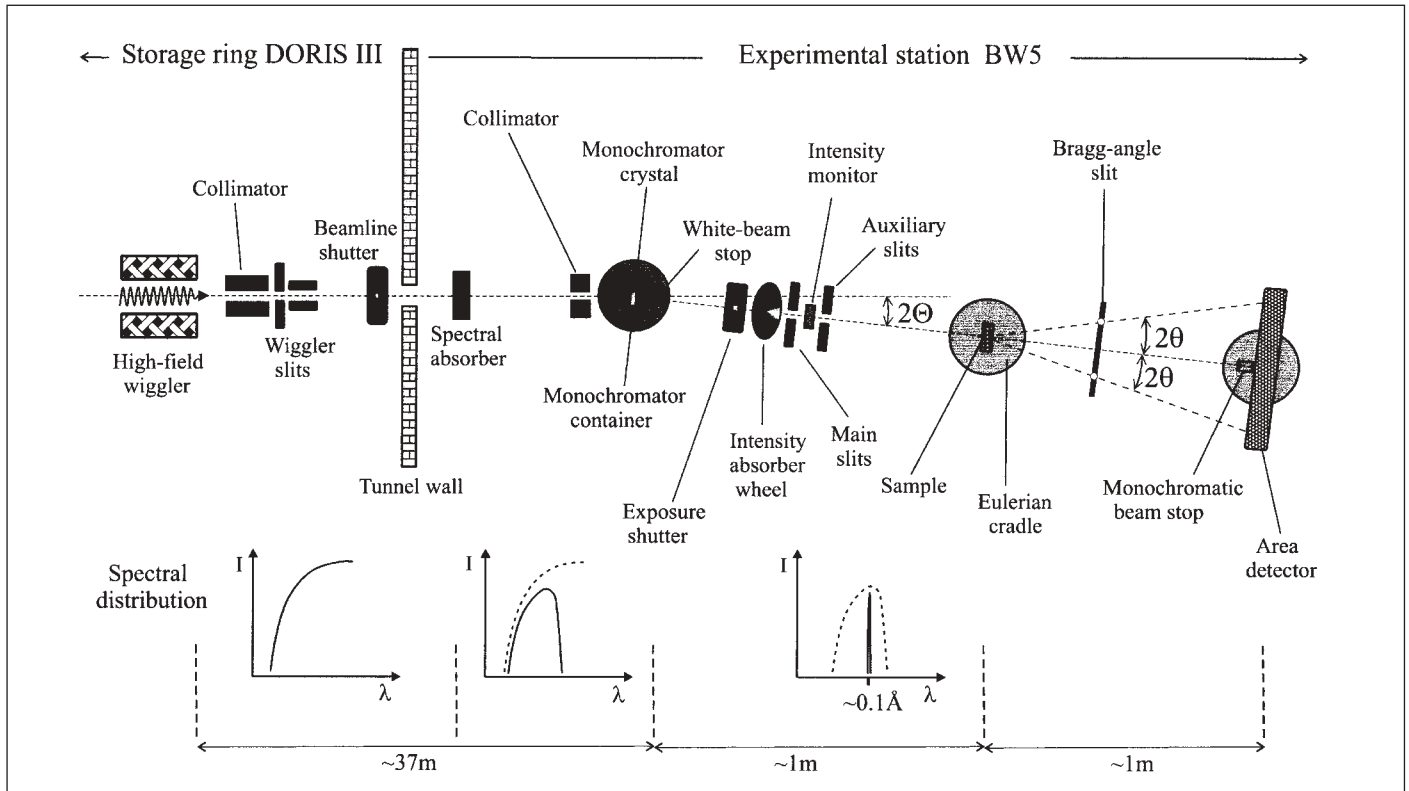 ← Storage ring DORIS III
Experimental station BW5 →
Collimator
Monochromator
crystal
Intensity
monitor
Bragg-angle
slit
Collimator
Beamline
shutter
White-beam
stop
Auxiliary
slits
2Θ
2θ
2θ
High-field
wiggler
Wiggler
slits
Spectral
absorber
Monochromator
container
Tunnel wall
Exposure
shutter
Intensity
absorber
wheel
Main
slits
Sample
Eulerian
cradle
Monochromatic
beam stop
Area
detector
Spectral
distribution
I
λ
I
λ
I
~0.1Å
λ
~37m
~1m
~1m